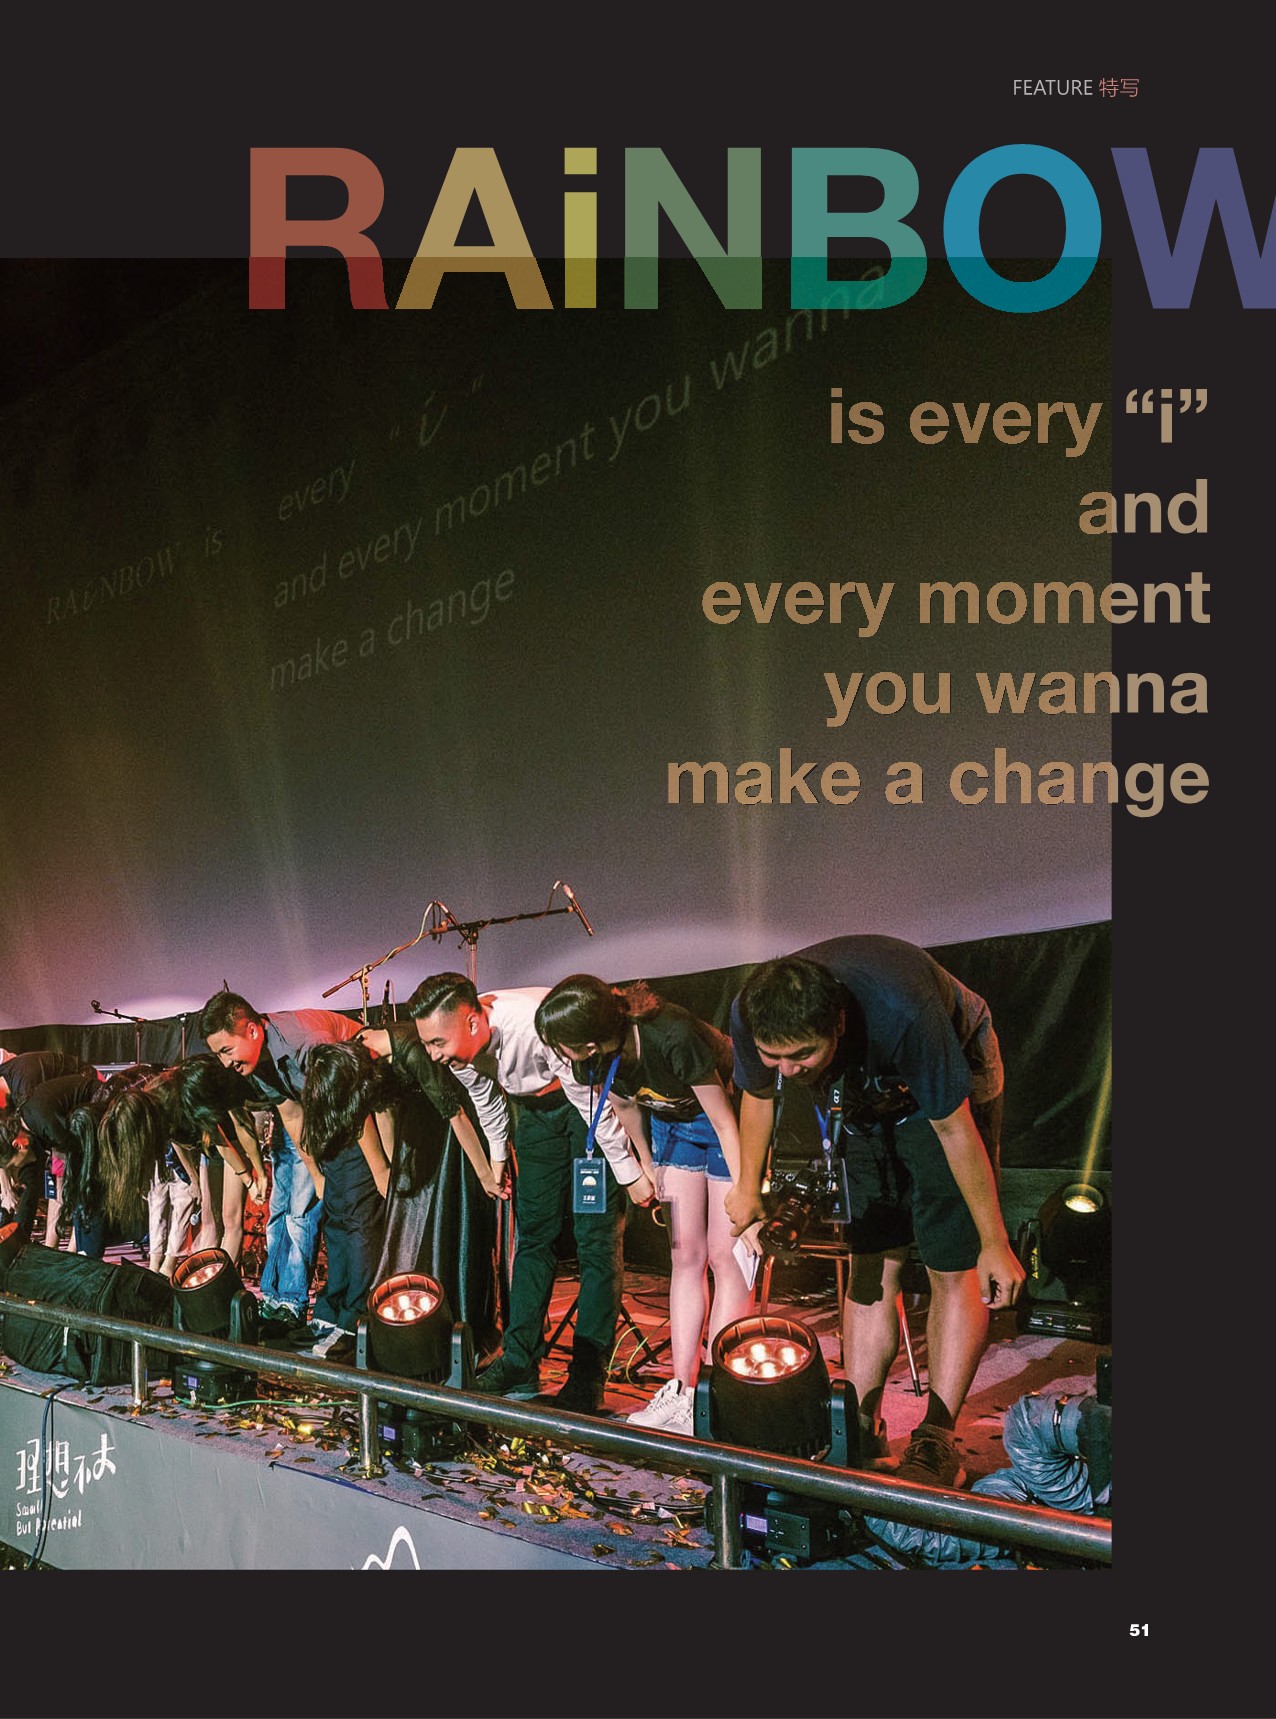 FEATURE 特写
RAiNBOW
is every “i”
and
every moment
you wanna
make a change
RAiNBOW is every “i”
and every moment you wanna
make a change
α7
理想不大
Small
But Potential
51